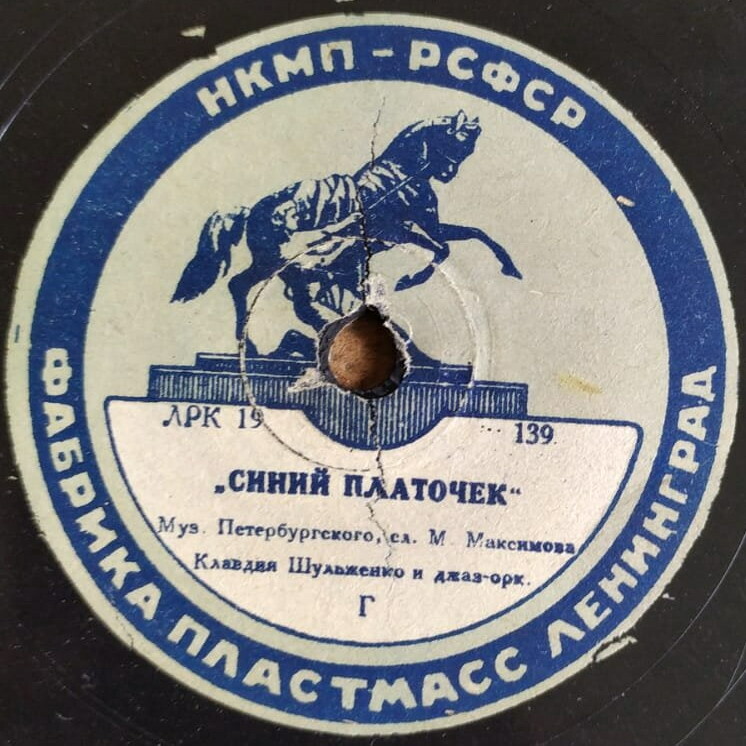 НКМП - РСФСР
ЛРК 19 139
„СИНИЙ ПЛАТОЧЕК“
Муз. Петербургского, сл. М. Максимова
Клавдия Шульженко и джаз-орк.
Г
ФАБРИКА ПЛАСТМАСС ЛЕНИНГРАД